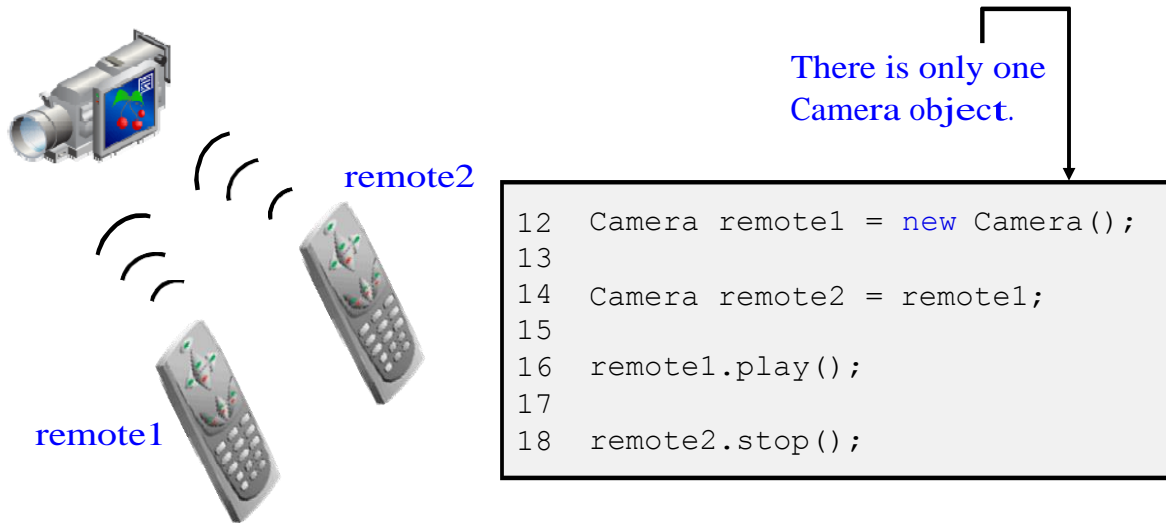 There is only one
Camera object.
remote2
remote1
12 Camera remote1 = new Camera();
13
14 Camera remote2 = remote1;
15
16 remote1.play();
17
18 remote2.stop();